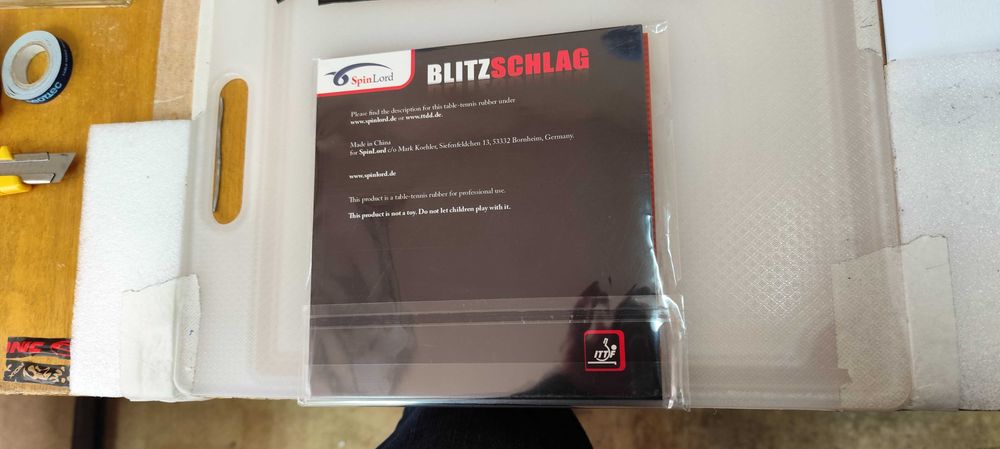 SpinLord
BLITZSCHLAG
Please find the description for this table-tennis rubber under
www.spinlord.de or www.ttdd.de.
Made in China
for SpinLord c/o Mark Koehler, Siefenfeldchen 13, 53332 Bornheim, Germany.
www.spinlord.de
This product is a table-tennis rubber for professional use.
This product is not a toy. Do not let children play with it.
ITTF